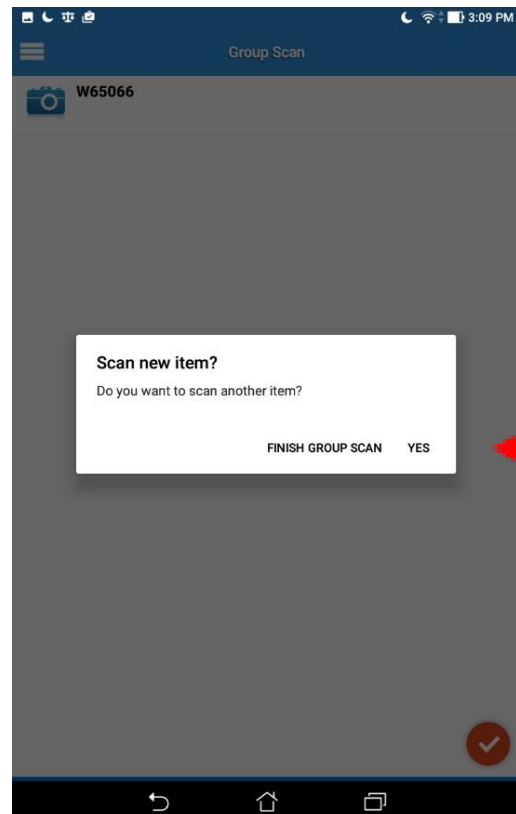 3:09 PM
Group Scan
W65066
Scan new item?
Do you want to scan another item?
FINISH GROUP SCAN YES